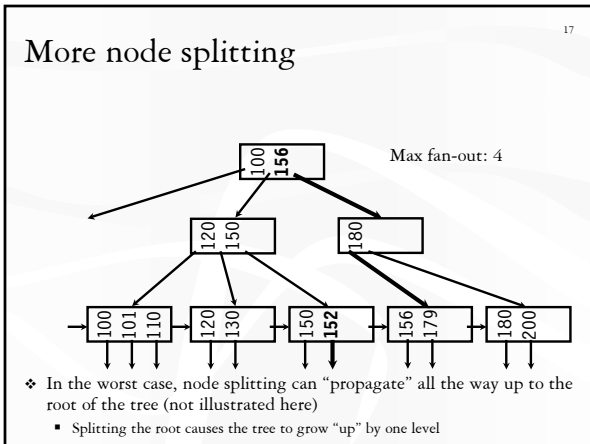 17
More node splitting
Max fan-out: 4
100 156
120 150
180
100 101 110
120 130
150 152
156 179
180 200
❖ In the worst case, node splitting can “propagate” all the way up to the
root of the tree (not illustrated here)
▪ Splitting the root causes the tree to grow “up” by one level